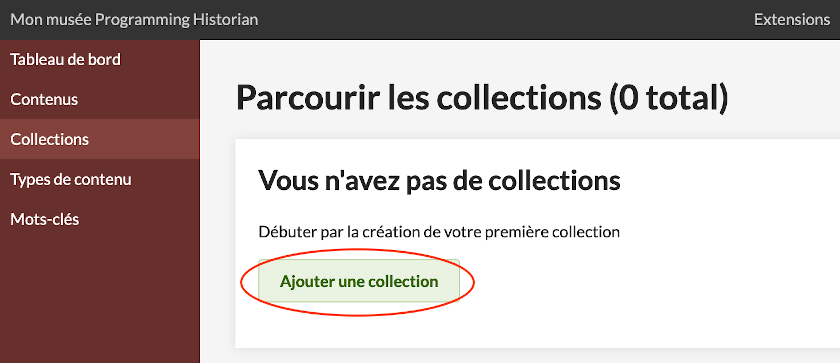 Mon musée Programming Historian
Extensions
Tableau de bord
Contenus
Collections
Types de contenu
Mots-clés
Parcourir les collections (0 total)
Vous n'avez pas de collections
Débuter par la création de votre première collection
Ajouter une collection